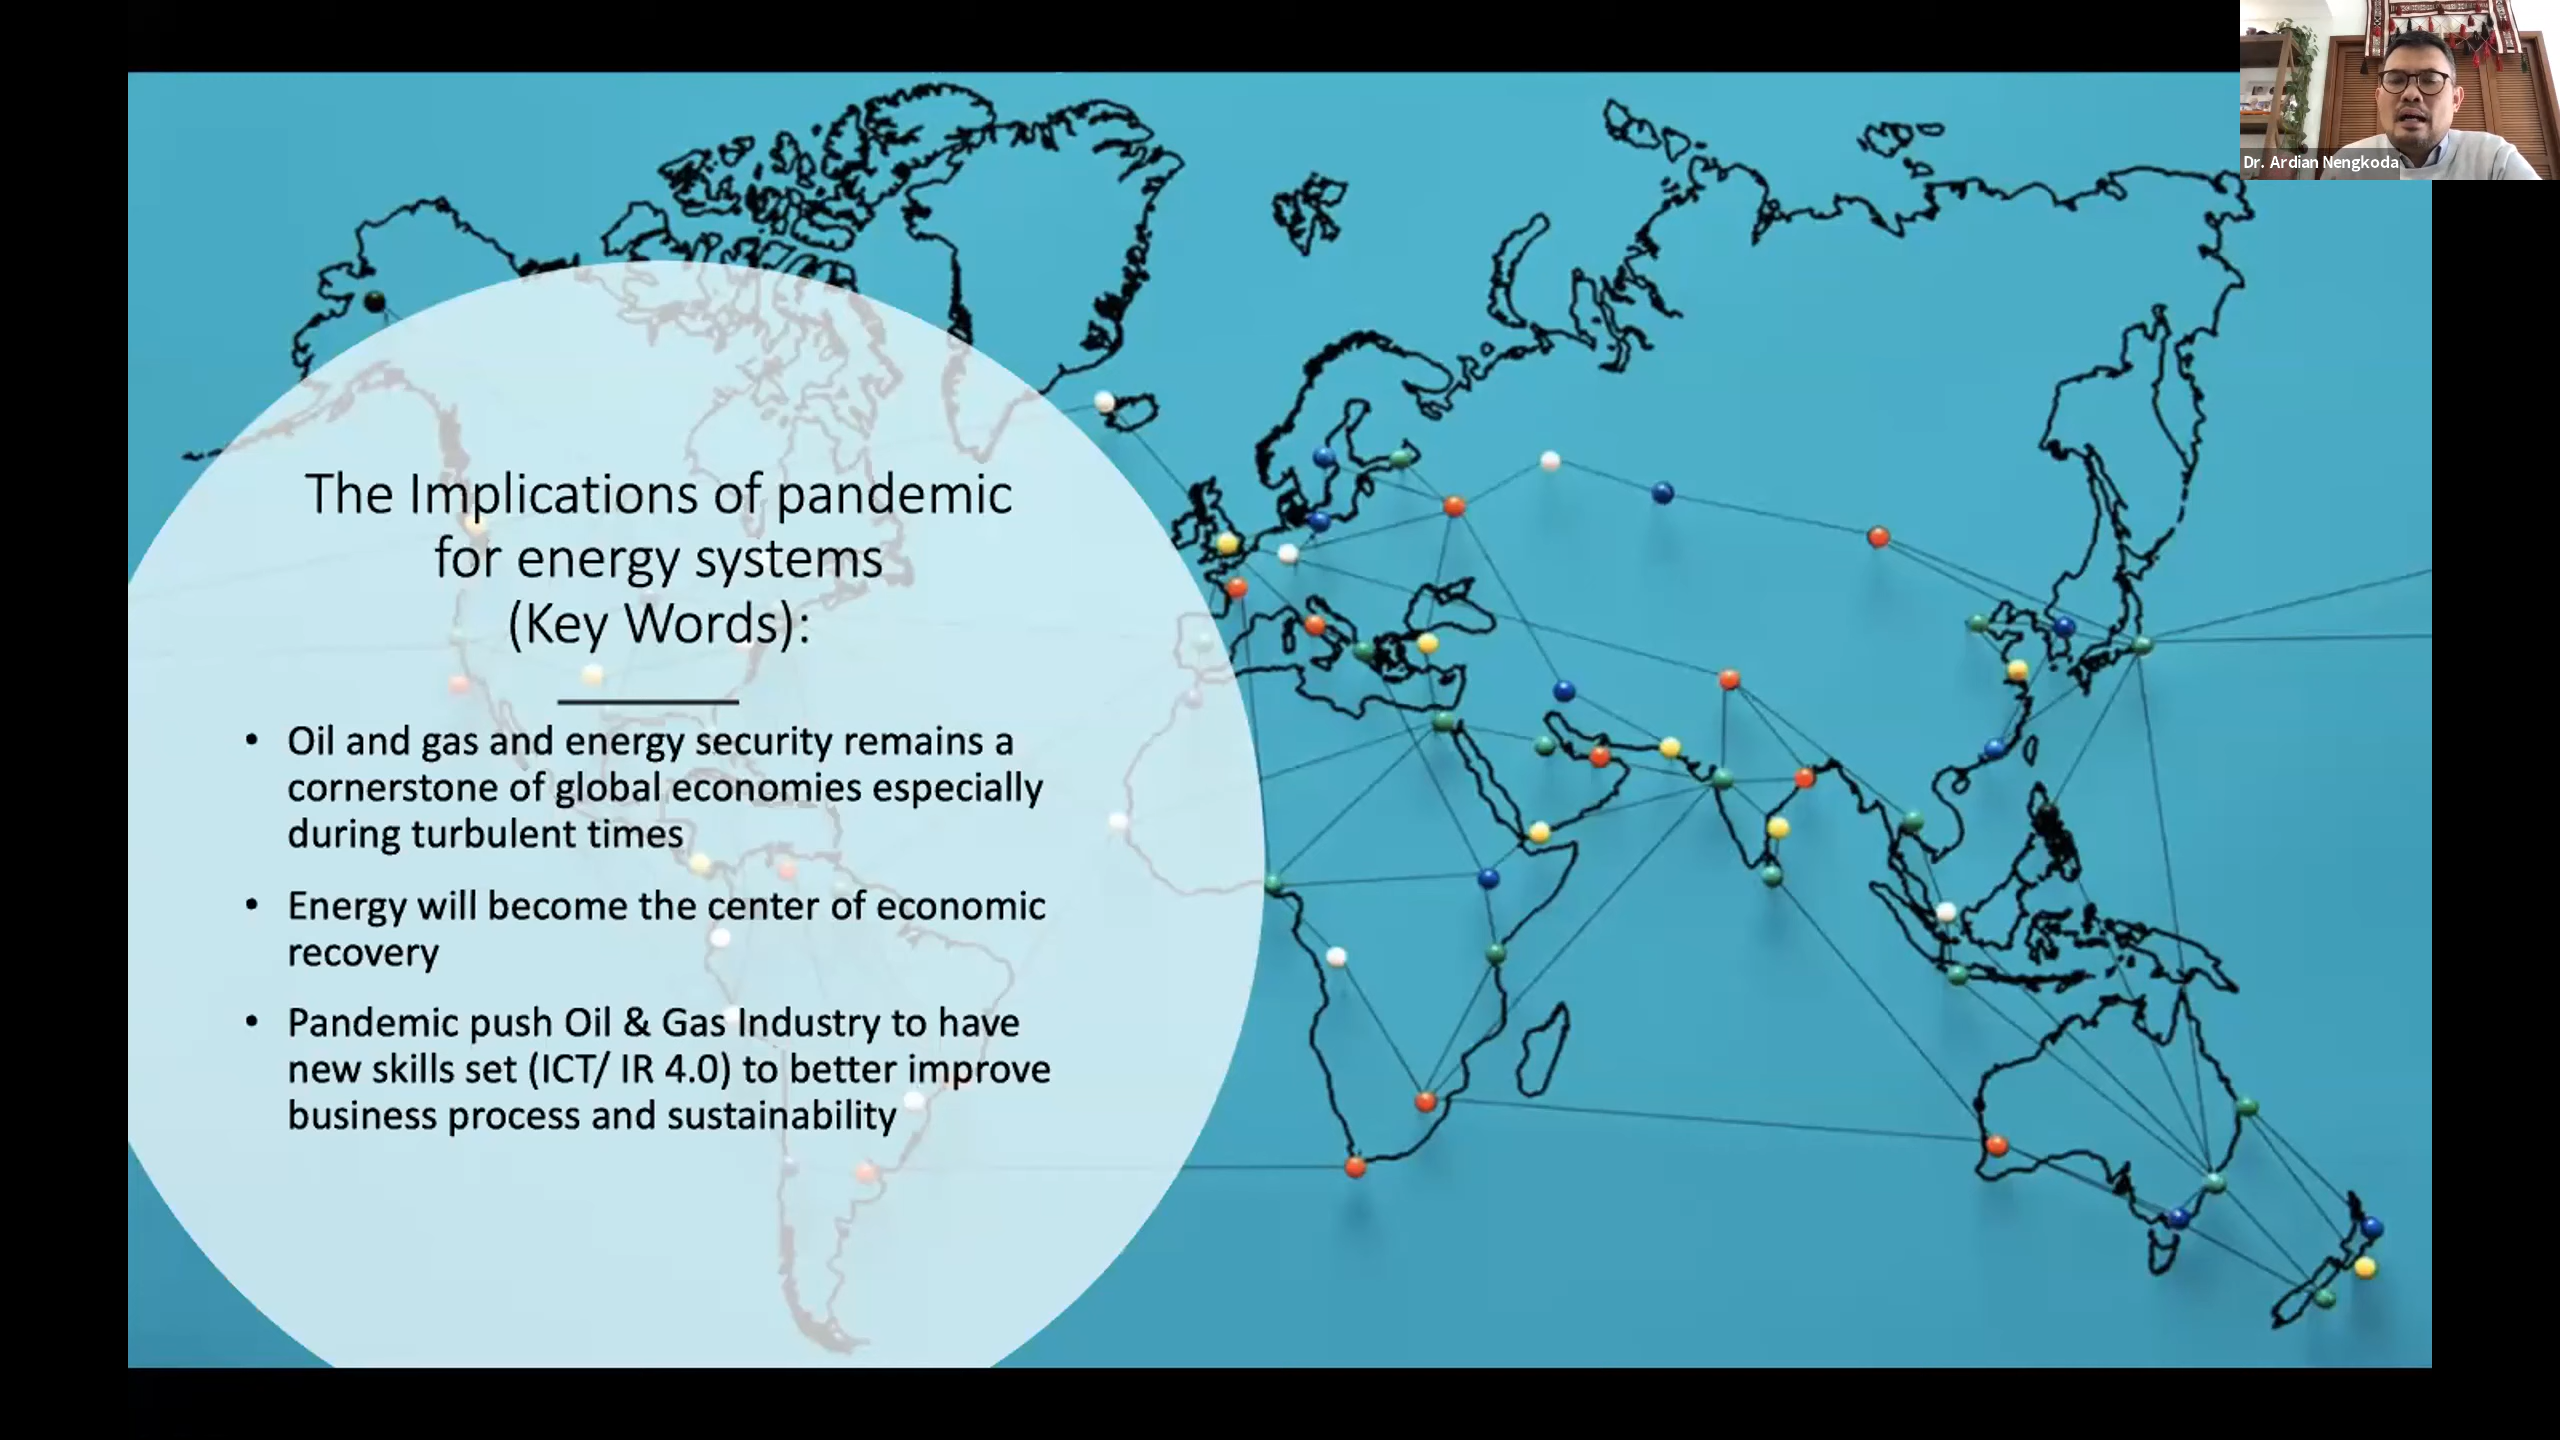 Dr. Ardian Nengkoda
The Implications of pandemic
for energy systems
(Key Words):
• Oil and gas and energy security remains a
cornerstone of global economies especially
during turbulent times
• Energy will become the center of economic
recovery
• Pandemic push Oil & Gas Industry to have
new skills set (ICT/ IR 4.0) to better improve
business process and sustainability